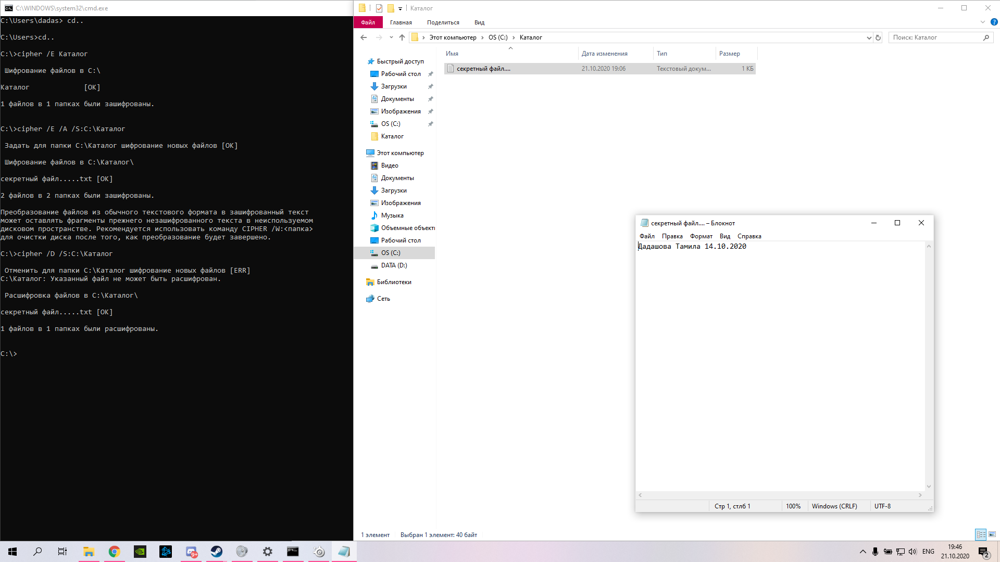 C:\WINDOWS\system32\cmd.exe
C:\Users\dadas> cd..
C:\Users>cd..
C:\>cipher /E Каталог
Шифрование файлов в C:\
Каталог [OK]
1 файлов в 1 папках были зашифрованы.
C:\>cipher /E /A /S:C:\Каталог
Задать для папки C:\Каталог шифрование новых файлов [OK]
Шифрование файлов в C:\Каталог\
секретный файл.....txt [OK]
2 файлов в 2 папках были зашифрованы.
Преобразование файлов из обычного текстового формата в зашифрованный текст
может оставлять фрагменты прежнего незашифрованного текста в неиспользуемом
дисковом пространстве. Рекомендуется использовать команду CIPHER /W:<папка>
для очистки диска после того, как преобразование будет завершено.
C:\>cipher /D /S:C:\Каталог
Отменить для папки C:\Каталог шифрование новых файлов [ERR]
C:\Каталог: Указанный файл не может быть расшифрован.
Расшифровка файлов в C:\Каталог\
секретный файл.....txt [OK]
1 файлов в 1 папках были расшифрованы.
C:\>
Каталог
Файл Главная Поделиться Вид
Этот компьютер OS (C:) Каталог
Поиск: Каталог
Имя Дата изменения Тип Размер
секретный файл.... 21.10.2020 19:06 Текстовый докум... 1 КБ
Быстрый доступ
Рабочий стол
Загрузки
Документы
Изображения
OS (C:)
Каталог
Этот компьютер
Видео
Документы
Загрузки
Изображения
Музыка
Объемные объект
Рабочий стол
OS (C:)
DATA (D:)
Библиотеки
Сеть
1 элемент Выбран 1 элемент: 40 байт
секретный файл.... – Блокнот
Файл Правка Формат Вид Справка
Дадашова Тамила 14.10.2020
Стр 1, стлб 1 100% Windows (CRLF) UTF-8
9+
ENG
19:46
21.10.2020
2